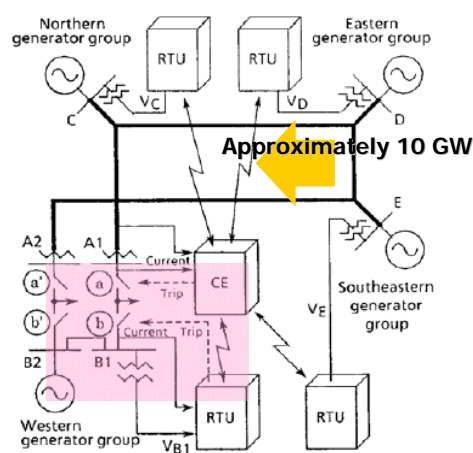 Northern
generator group
RTU
RTU
Eastern
generator group
VC
VD
C
D
Approximately 10 GW
E
A2
A1
Current
CE
a'
a
Trip
Southeastern
generator
group
VE
b'
b
Trip
Current
B2
B1
RTU
RTU
Western
generator group
VB1